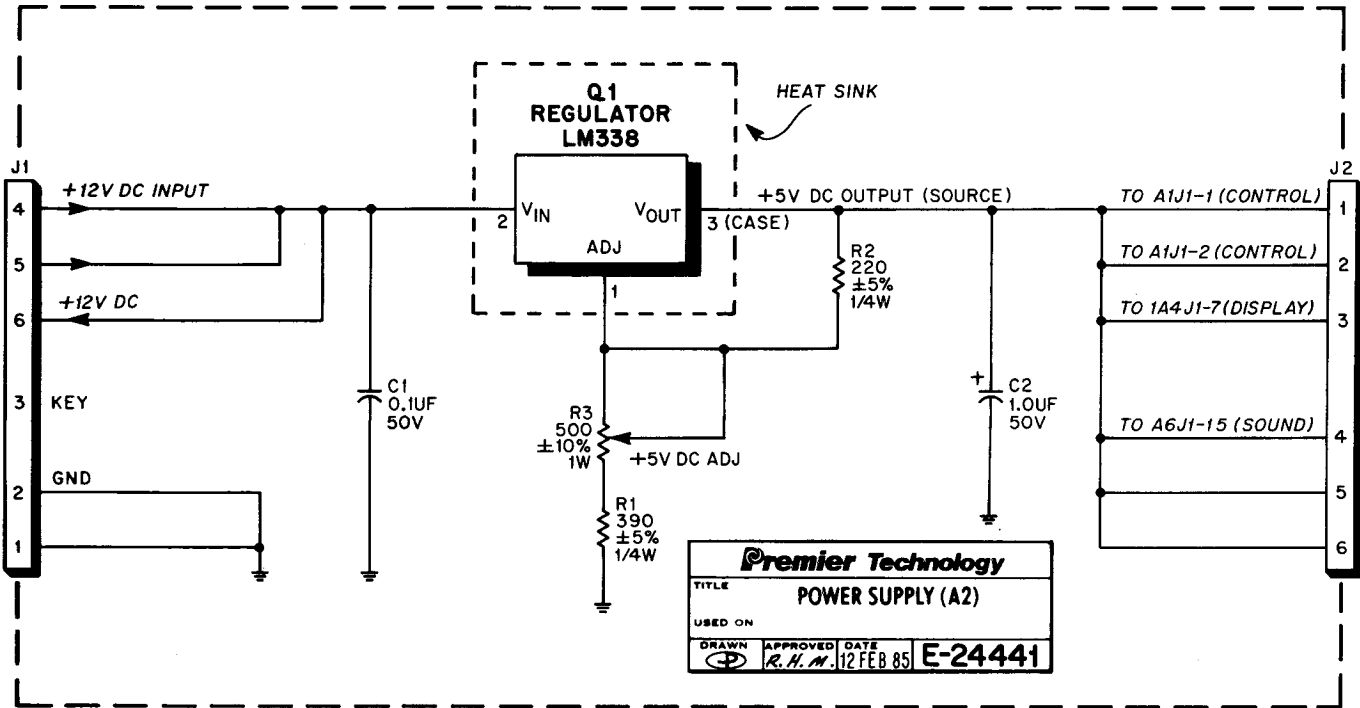 Q1
REGULATOR
LM338
HEAT SINK
J1
J2
+12V DC INPUT
4
5
+12V DC
6
3 KEY
GND
2
1
VIN
VOUT
ADJ
2
3 (CASE)
1
+5V DC OUTPUT (SOURCE)
R2
220
±5%
1/4W
C1
0.1UF
50V
R3
500
±10%
1W
+5V DC ADJ
R1
390
±5%
1/4W
+
C2
1.0UF
50V
TO A1J1-1 (CONTROL)
1
TO A1J1-2 (CONTROL)
2
TO 1A4J1-7 (DISPLAY)
3
TO A6J1-15 (SOUND)
4
5
6
Premier Technology
TITLE
POWER SUPPLY (A2)
USED ON
DRAWN
APPROVED
R.H.M.
DATE
12 FEB 85
E-24441